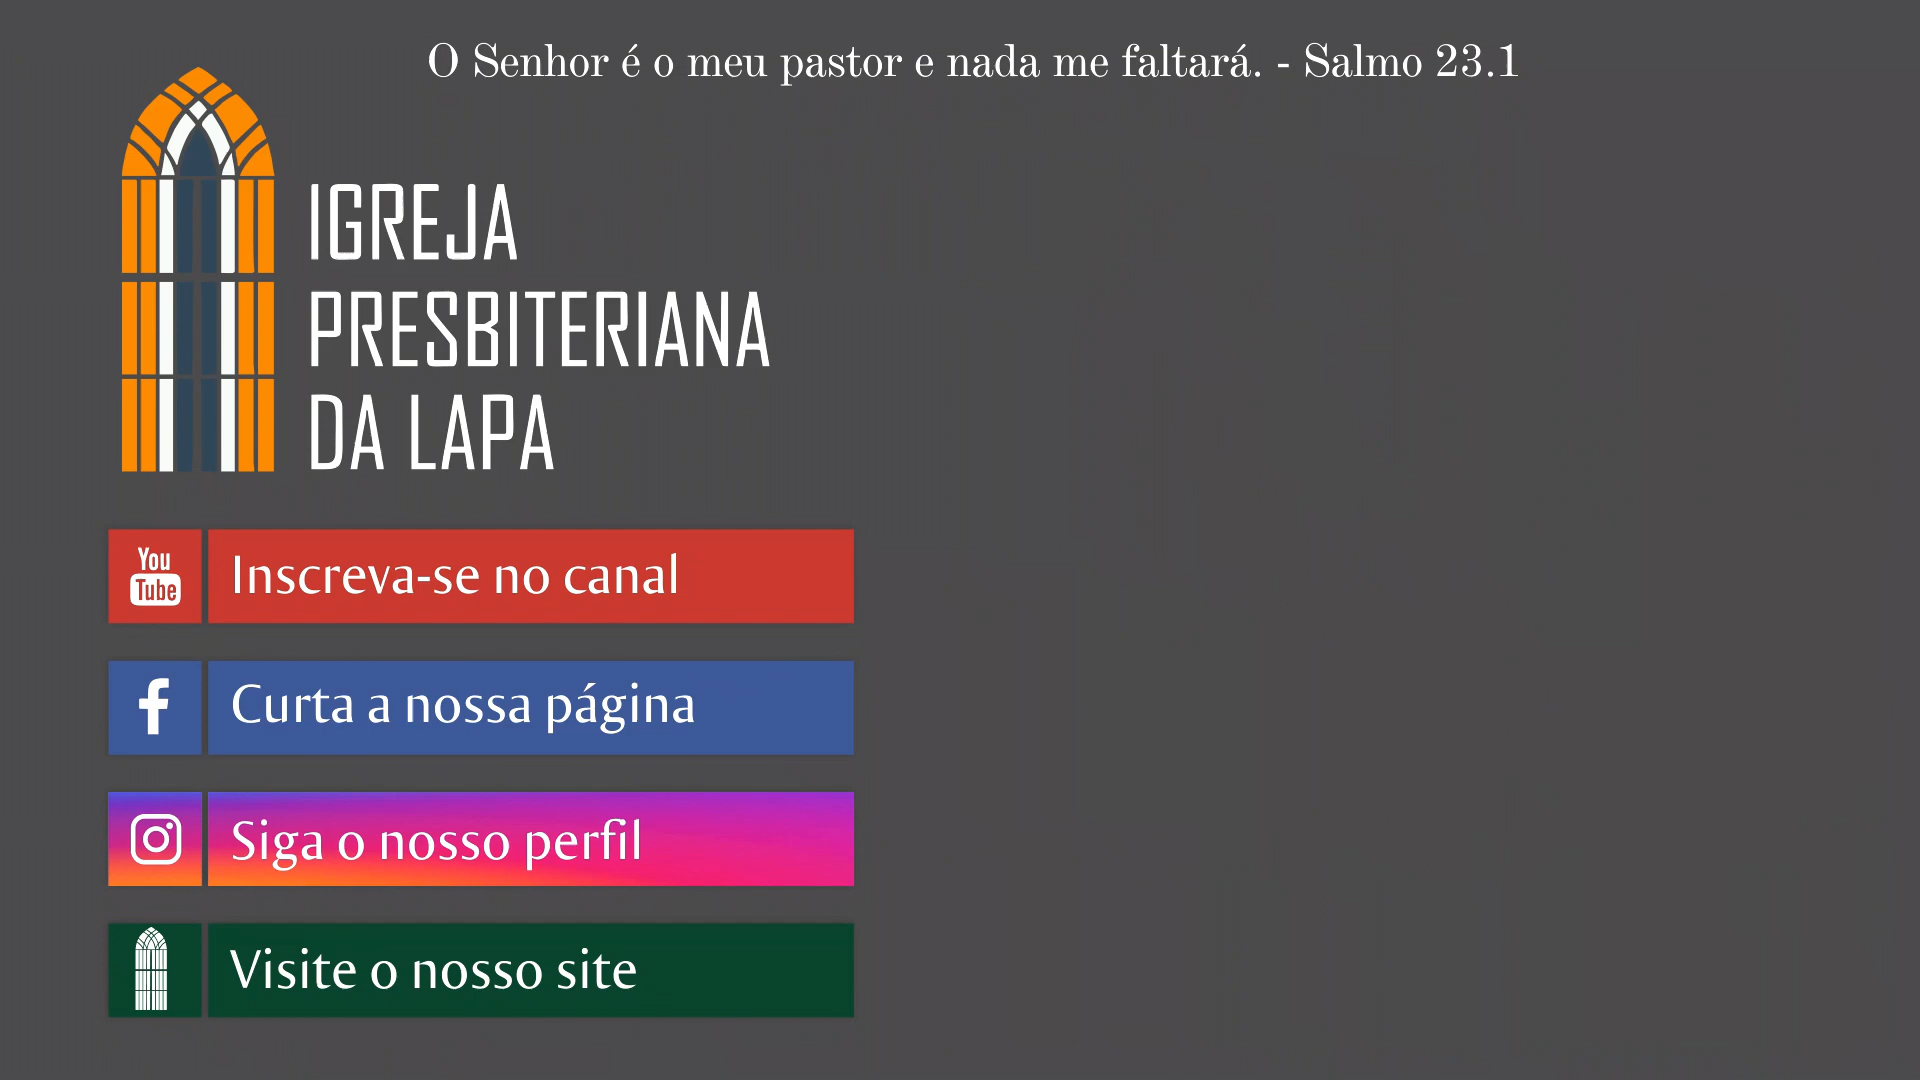 O Senhor é o meu pastor e nada me faltará. - Salmo 23.1
IGREJA
PRESBITERIANA
DA LAPA
You
Tube
Inscreva-se no canal
f
Curta a nossa página
Siga o nosso perfil
Visite o nosso site